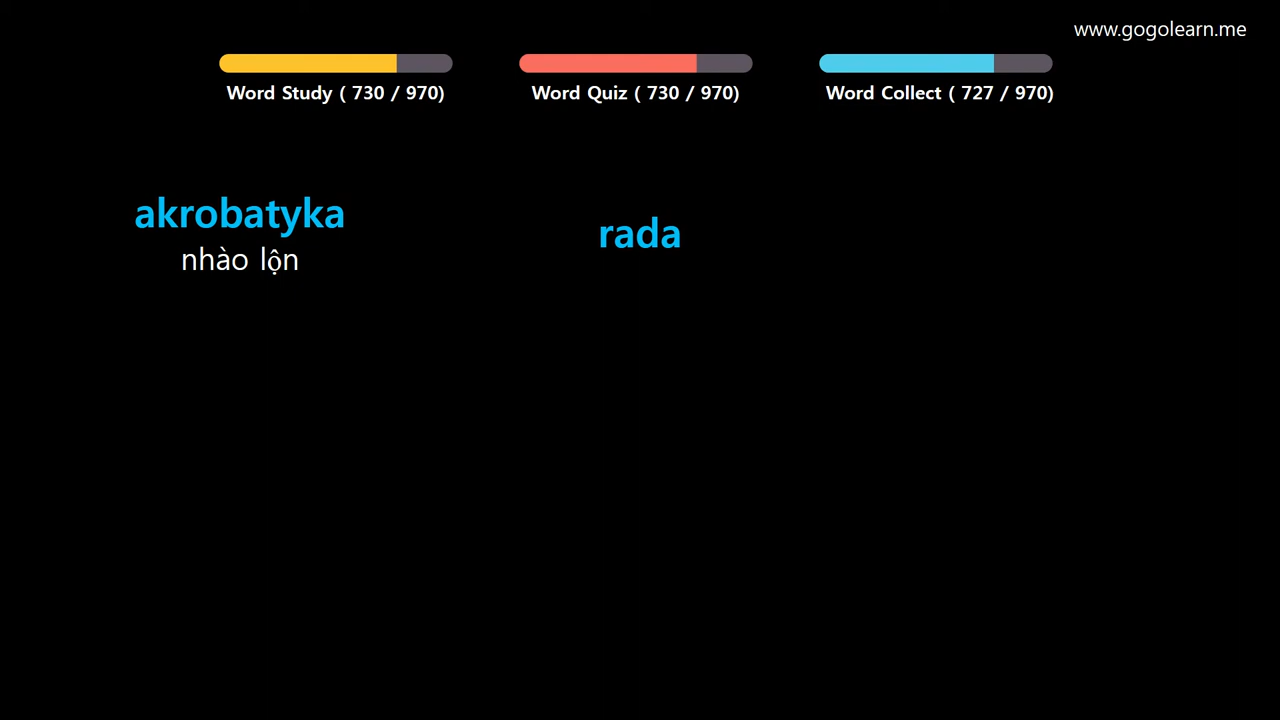 www.gogolearn.me
Word Study ( 730 / 970)
Word Quiz ( 730 / 970)
Word Collect ( 727 / 970)
akrobatyka
nhào lộn
rada